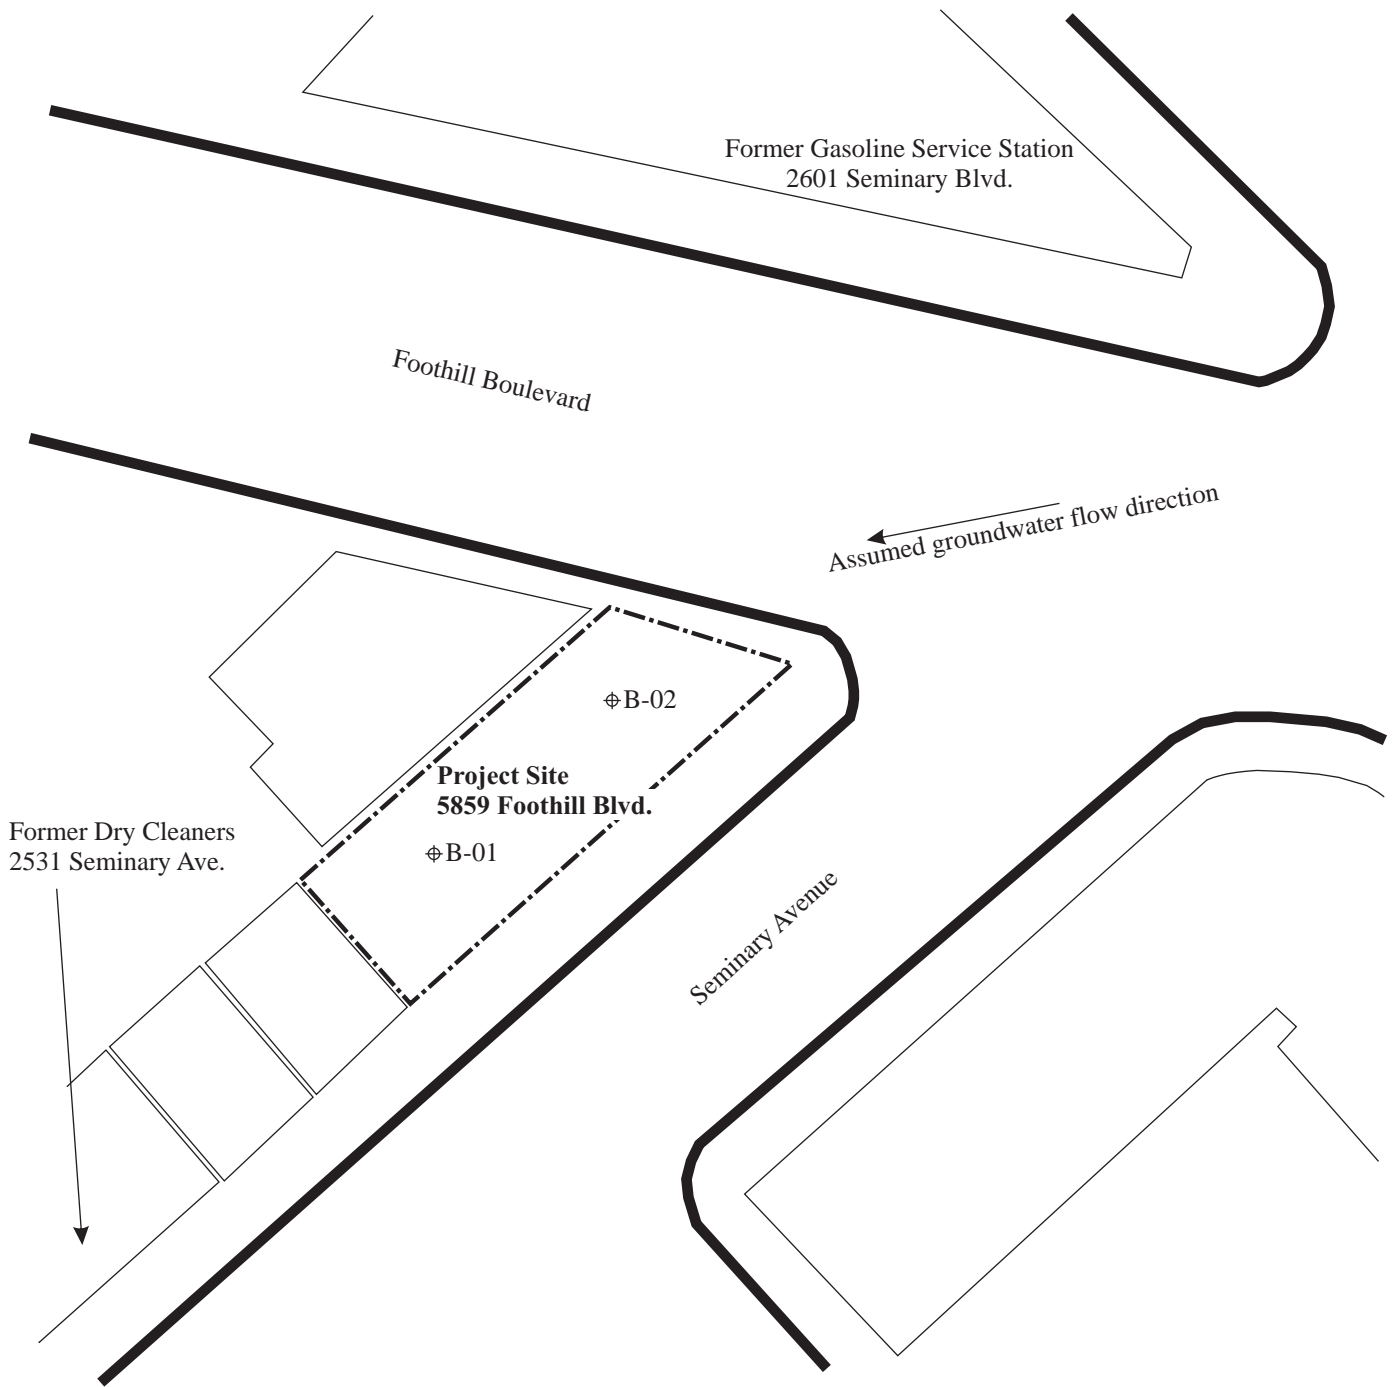 Former Gasoline Service Station
2601 Seminary Blvd.
Foothill Boulevard
Assumed groundwater flow direction
B-02
Project Site
5859 Foothill Blvd.
Former Dry Cleaners
2531 Seminary Ave.
B-01
Seminary Avenue